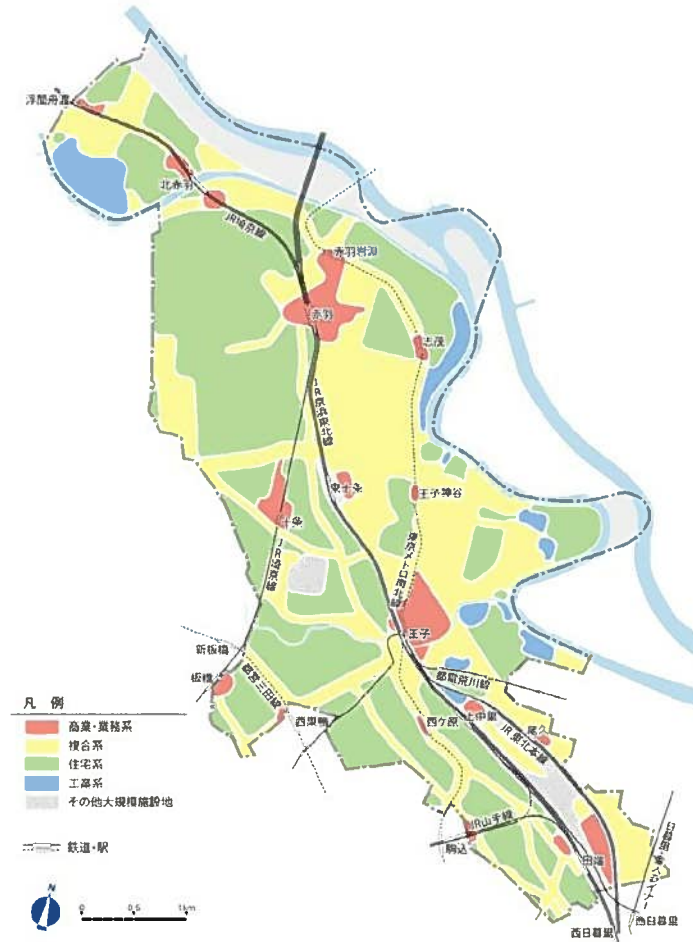 浮間舟渡
北赤羽
JR埼京線
赤羽岩淵
赤羽
志茂
JR京浜東北線
東十条
王子神谷
十条
JR埼京線
東京メトロ南北線
王子
新板橋
板橋
都営三田線
都電荒川線
西巣鴨
西ケ原
上中里
尾久
JR東北本線
JR山手線
駒込
田端
日暮里・舎人ライナー
西日暮里
西日暮里
凡 例
商業・業務系
複合系
住宅系
工業系
その他大規模施設地
鉄道・駅
N
0 0.5 1km